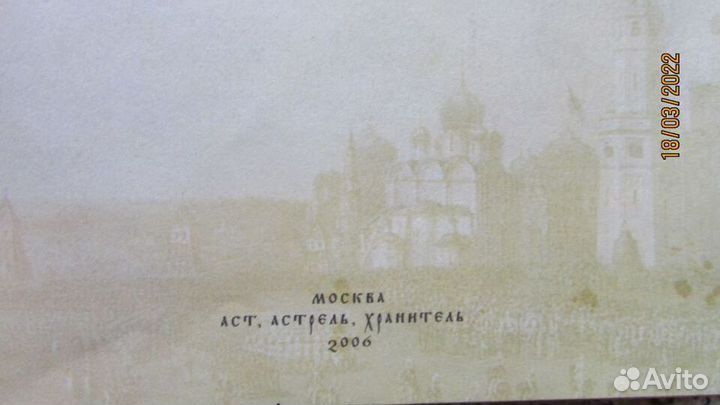 18/03/2022
МОСКВА
АСТ, АСТРЕЛЬ, ХРАНИТЕЛЬ
2006
Avito